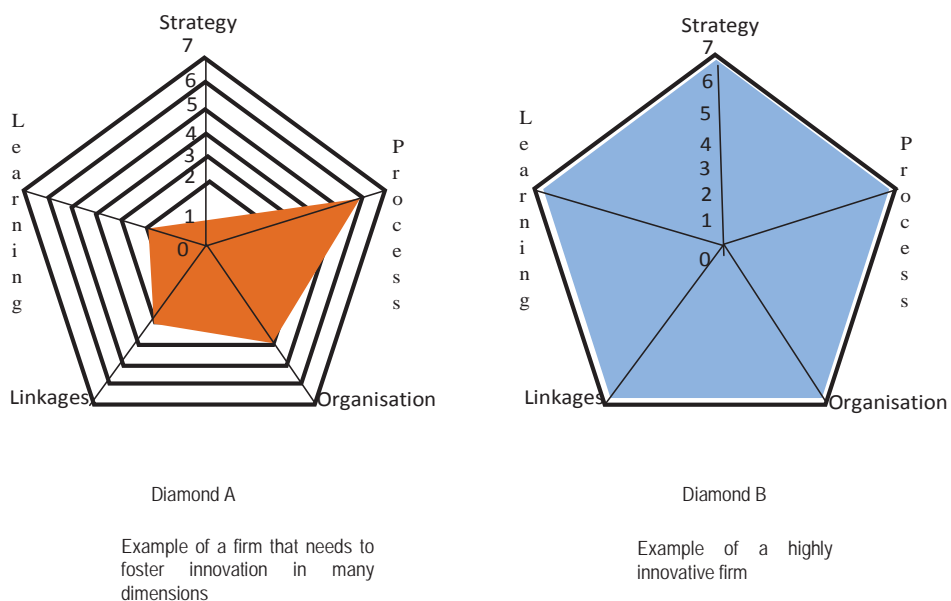 Strategy
7
6
5
4
3
2
1
0
L
e
a
r
n
i
n
g
P
r
o
c
e
s
s
Linkages
Organisation
Diamond A
Example of a firm that needs to
foster innovation in many
dimensions
Strategy
7
6
5
4
3
2
1
0
L
e
a
r
n
i
n
g
P
r
o
c
e
s
s
Linkages
Organisation
Diamond B
Example of a highly
innovative firm